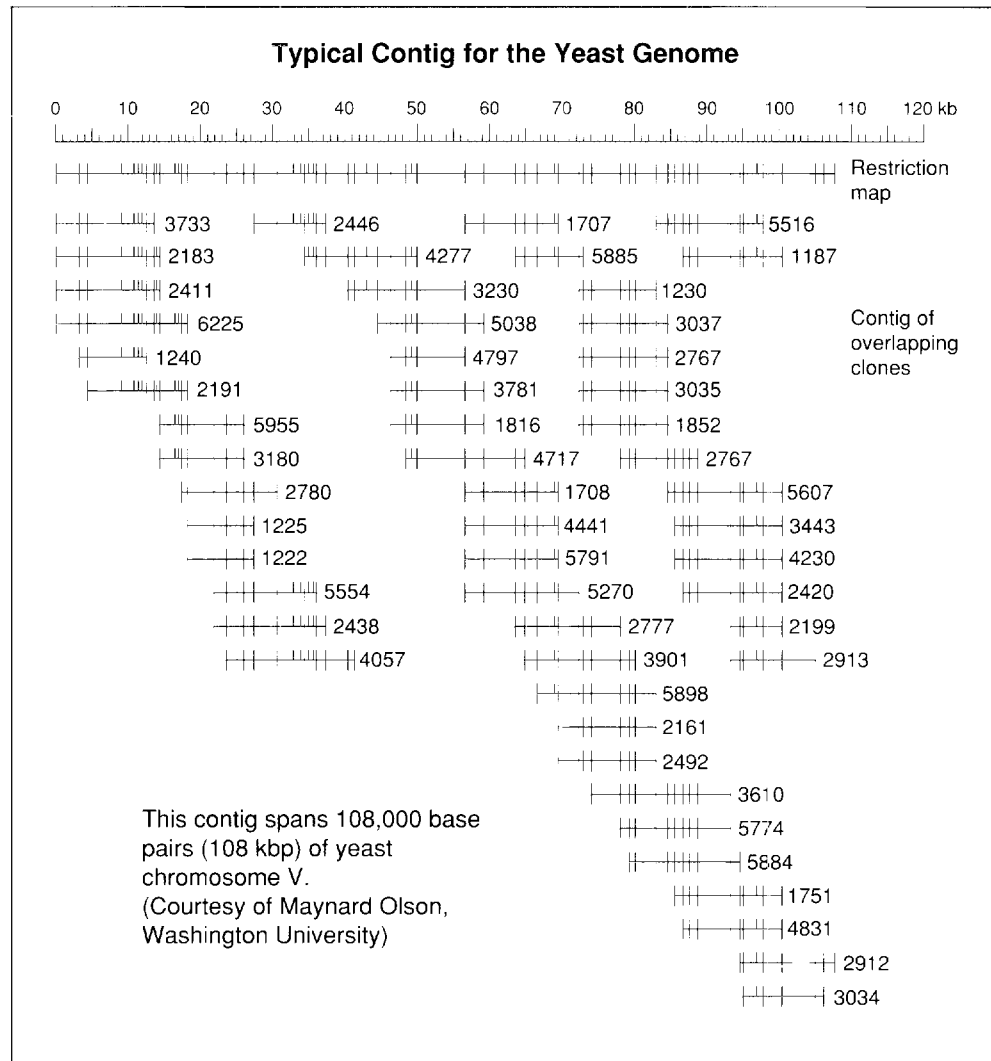 Typical Contig for the Yeast Genome
0 10 20 30 40 50 60 70 80 90 100 110 120 kb
Restriction
map
3733 2446 1707 5516
2183 4277 5885 1187
2411 3230 1230
6225 5038 3037
Contig of
overlapping
clones
1240 4797 2767
2191 3781 3035
5955 1816 1852
3180 4717 2767
2780 1708 5607
1225 4441 3443
1222 5791 4230
5554 5270 2420
2438 2777 2199
4057 3901 2913
5898
2161
2492
3610
5774
5884
1751
4831
2912
3034
This contig spans 108,000 base
pairs (108 kbp) of yeast
chromosome V.
(Courtesy of Maynard Olson,
Washington University)